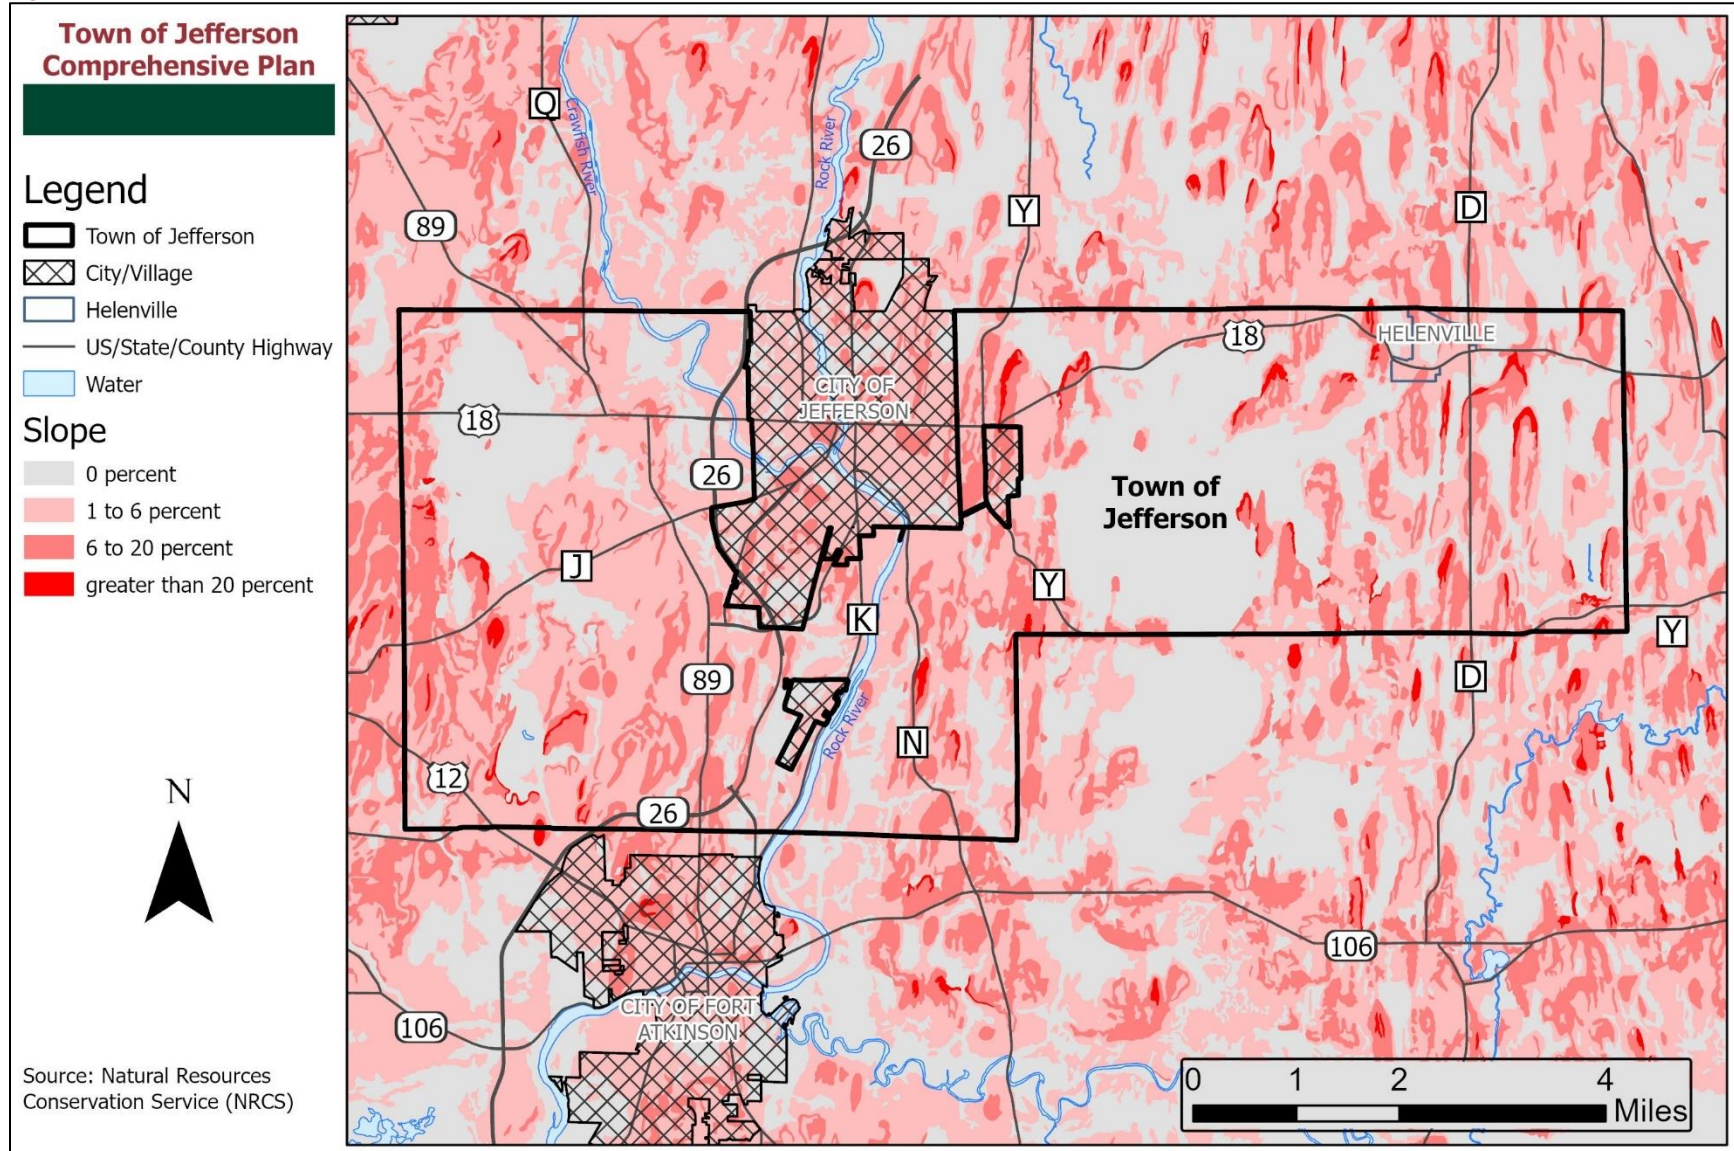 Town of Jefferson
Comprehensive Plan
Legend
Town of Jefferson
City/Village
Helenville
US/State/County Highway
Water
Slope
0 percent
1 to 6 percent
6 to 20 percent
greater than 20 percent
N
Source: Natural Resources
Conservation Service (NRCS)
Q
Crawfish River
Rock River
26
89
Y
D
18
HELENVILLE
CITY OF
JEFFERSON
18
26
Town of
Jefferson
J
Y
K
Y
89
D
Rock River
N
12
26
106
CITY OF FORT
ATKINSON
106
0 1 2 4
Miles